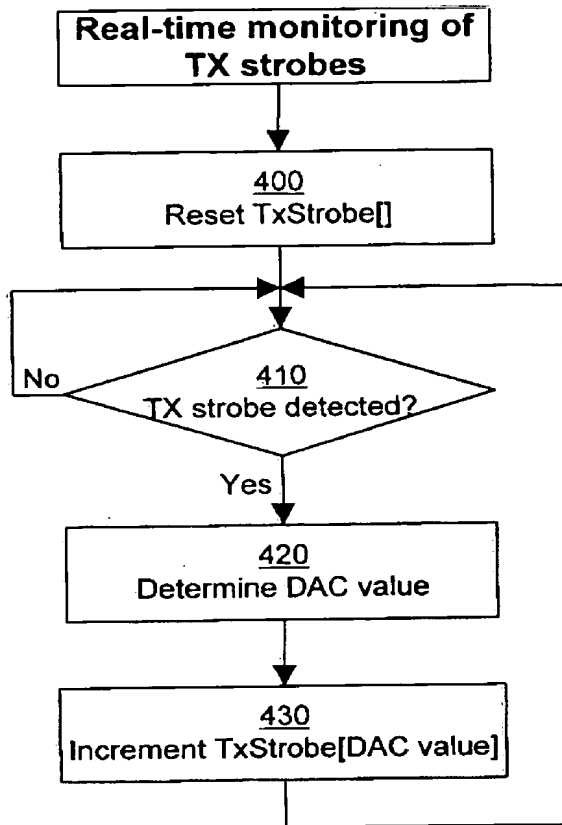 Real-time monitoring of
TX strobes
400
Reset TxStrobe[]
410
TX strobe detected?
No
Yes
420
Determine DAC value
430
Increment TxStrobe[DAC value]